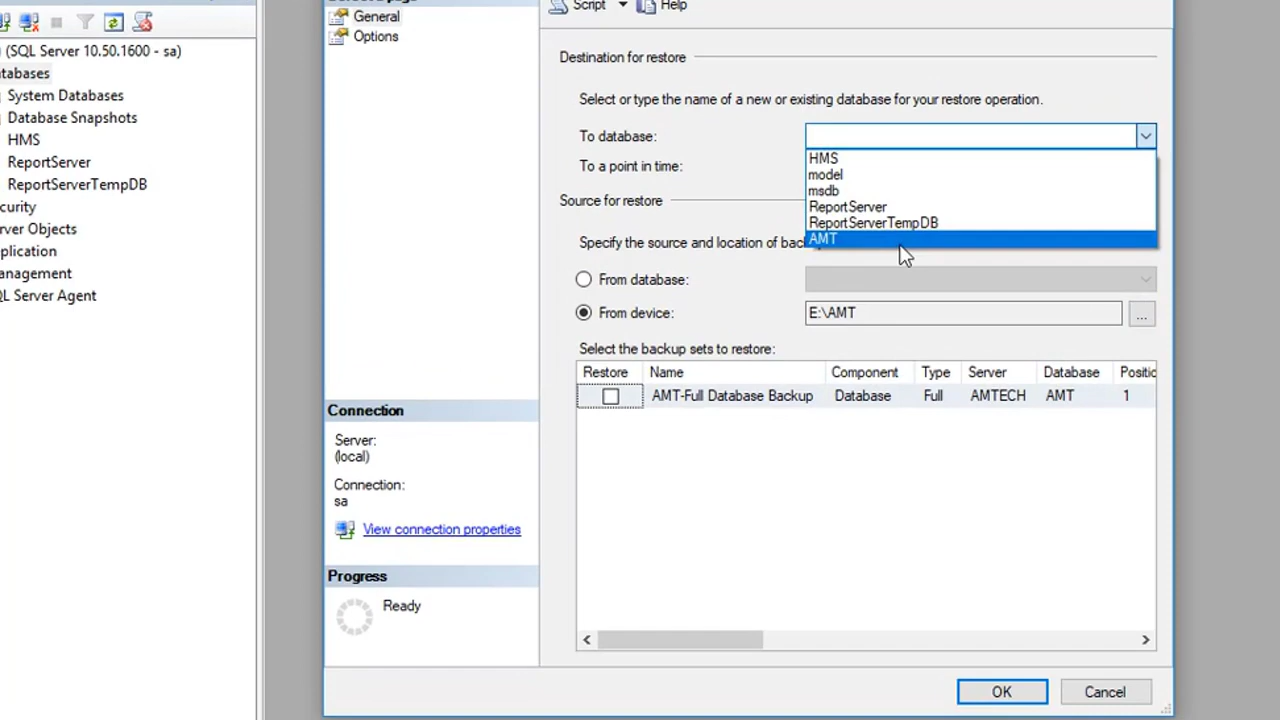 Script Help
General
(SQL Server 10.50.1600 - sa)
Options
Destination for restore
tabases
System Databases
Select or type the name of a new or existing database for your restore operation.
Database Snapshots
To database:
HMS
HMS
ReportServer
To a point in time:
model
ReportServerTempDB
msdb
curity
Source for restore
ReportServer
rver Objects
ReportServerTempDB
plication
Specify the source and location of bac
AMT
anagement
From database:
QL Server Agent
From device:
E:\AMT
...
Select the backup sets to restore:
Restore Name Component Type Server Database Positio
AMT-Full Database Backup Database Full AMTECH AMT 1
Connection
Server:
(local)
Connection:
sa
View connection properties
Progress
Ready
OK Cancel